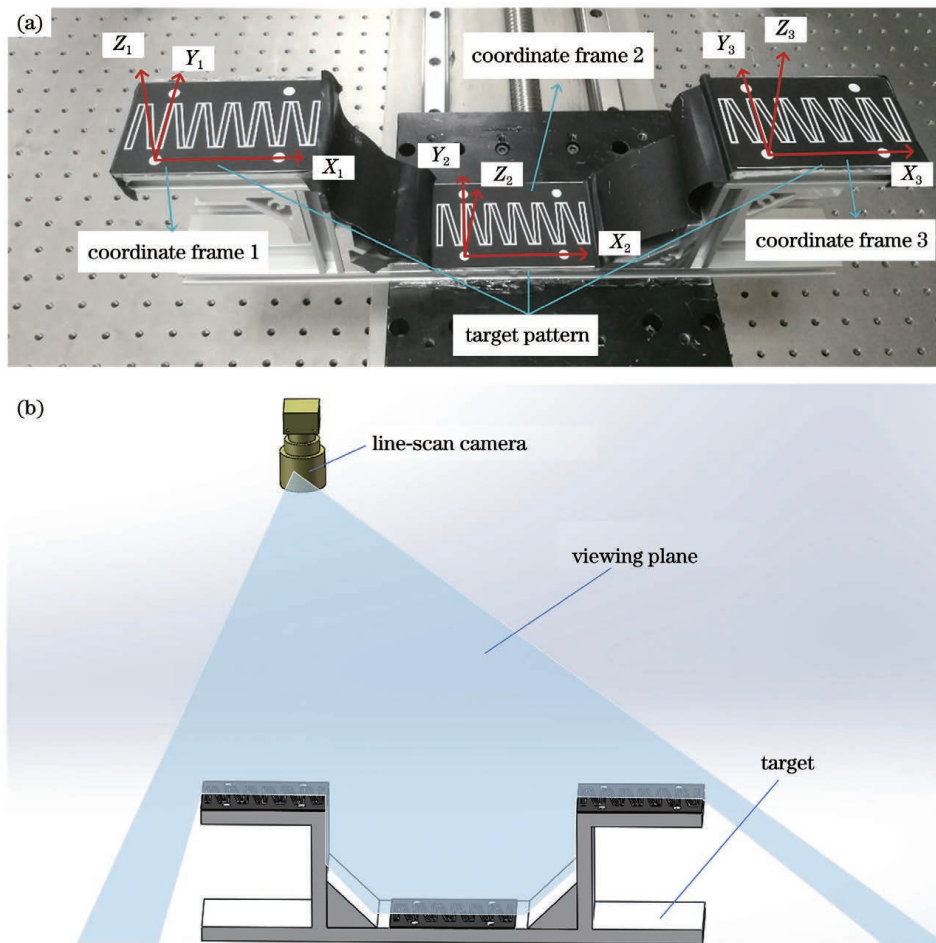 (a)
Z₁
Y₁
coordinate frame 2
Y₃
Z₃
X₁
Y₂
Z₂
X₃
coordinate frame 1
X₂
coordinate frame 3
target pattern
(b)
line-scan camera
viewing plane
target